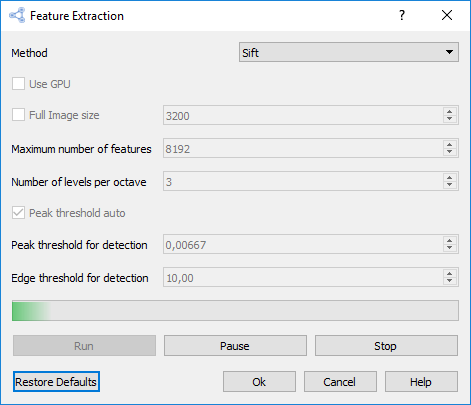 Feature Extraction
Method Sift
Use GPU
Full Image size 3200
Maximum number of features 8192
Number of levels per octave 3
Peak threshold auto
Peak threshold for detection 0,00667
Edge threshold for detection 10,00
Run Pause Stop
Restore Defaults Ok Cancel Help